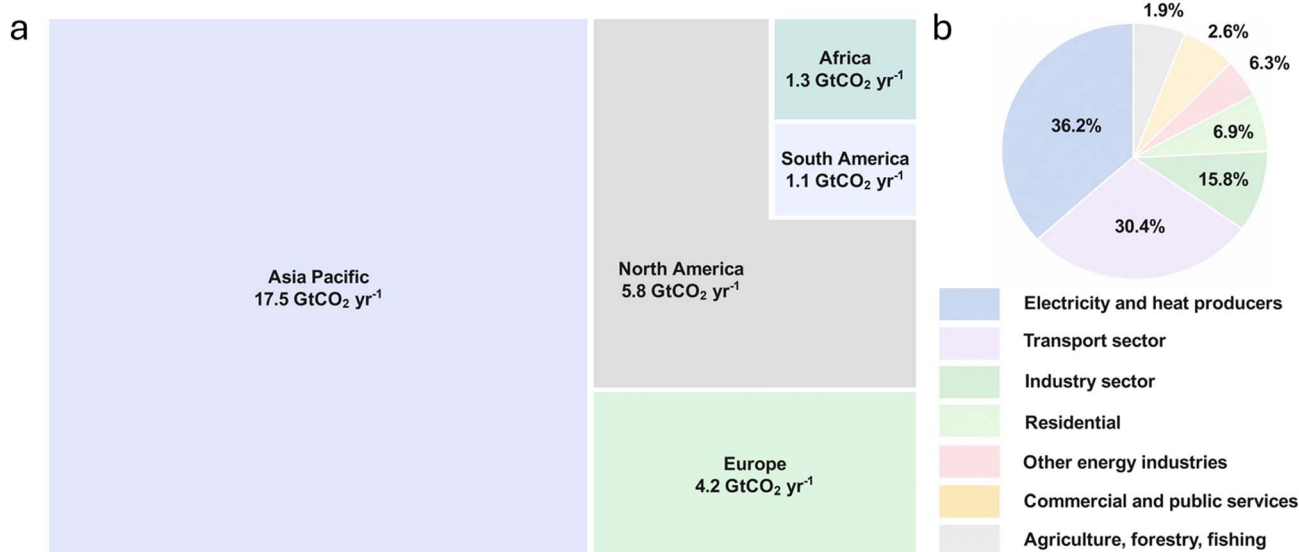 a
Asia Pacific
17.5 GtCO₂ yr⁻¹
North America
5.8 GtCO₂ yr⁻¹
Africa
1.3 GtCO₂ yr⁻¹
South America
1.1 GtCO₂ yr⁻¹
Europe
4.2 GtCO₂ yr⁻¹
b
1.9%
2.6%
6.3%
6.9%
15.8%
30.4%
36.2%
Electricity and heat producers
Transport sector
Industry sector
Residential
Other energy industries
Commercial and public services
Agriculture, forestry, fishing